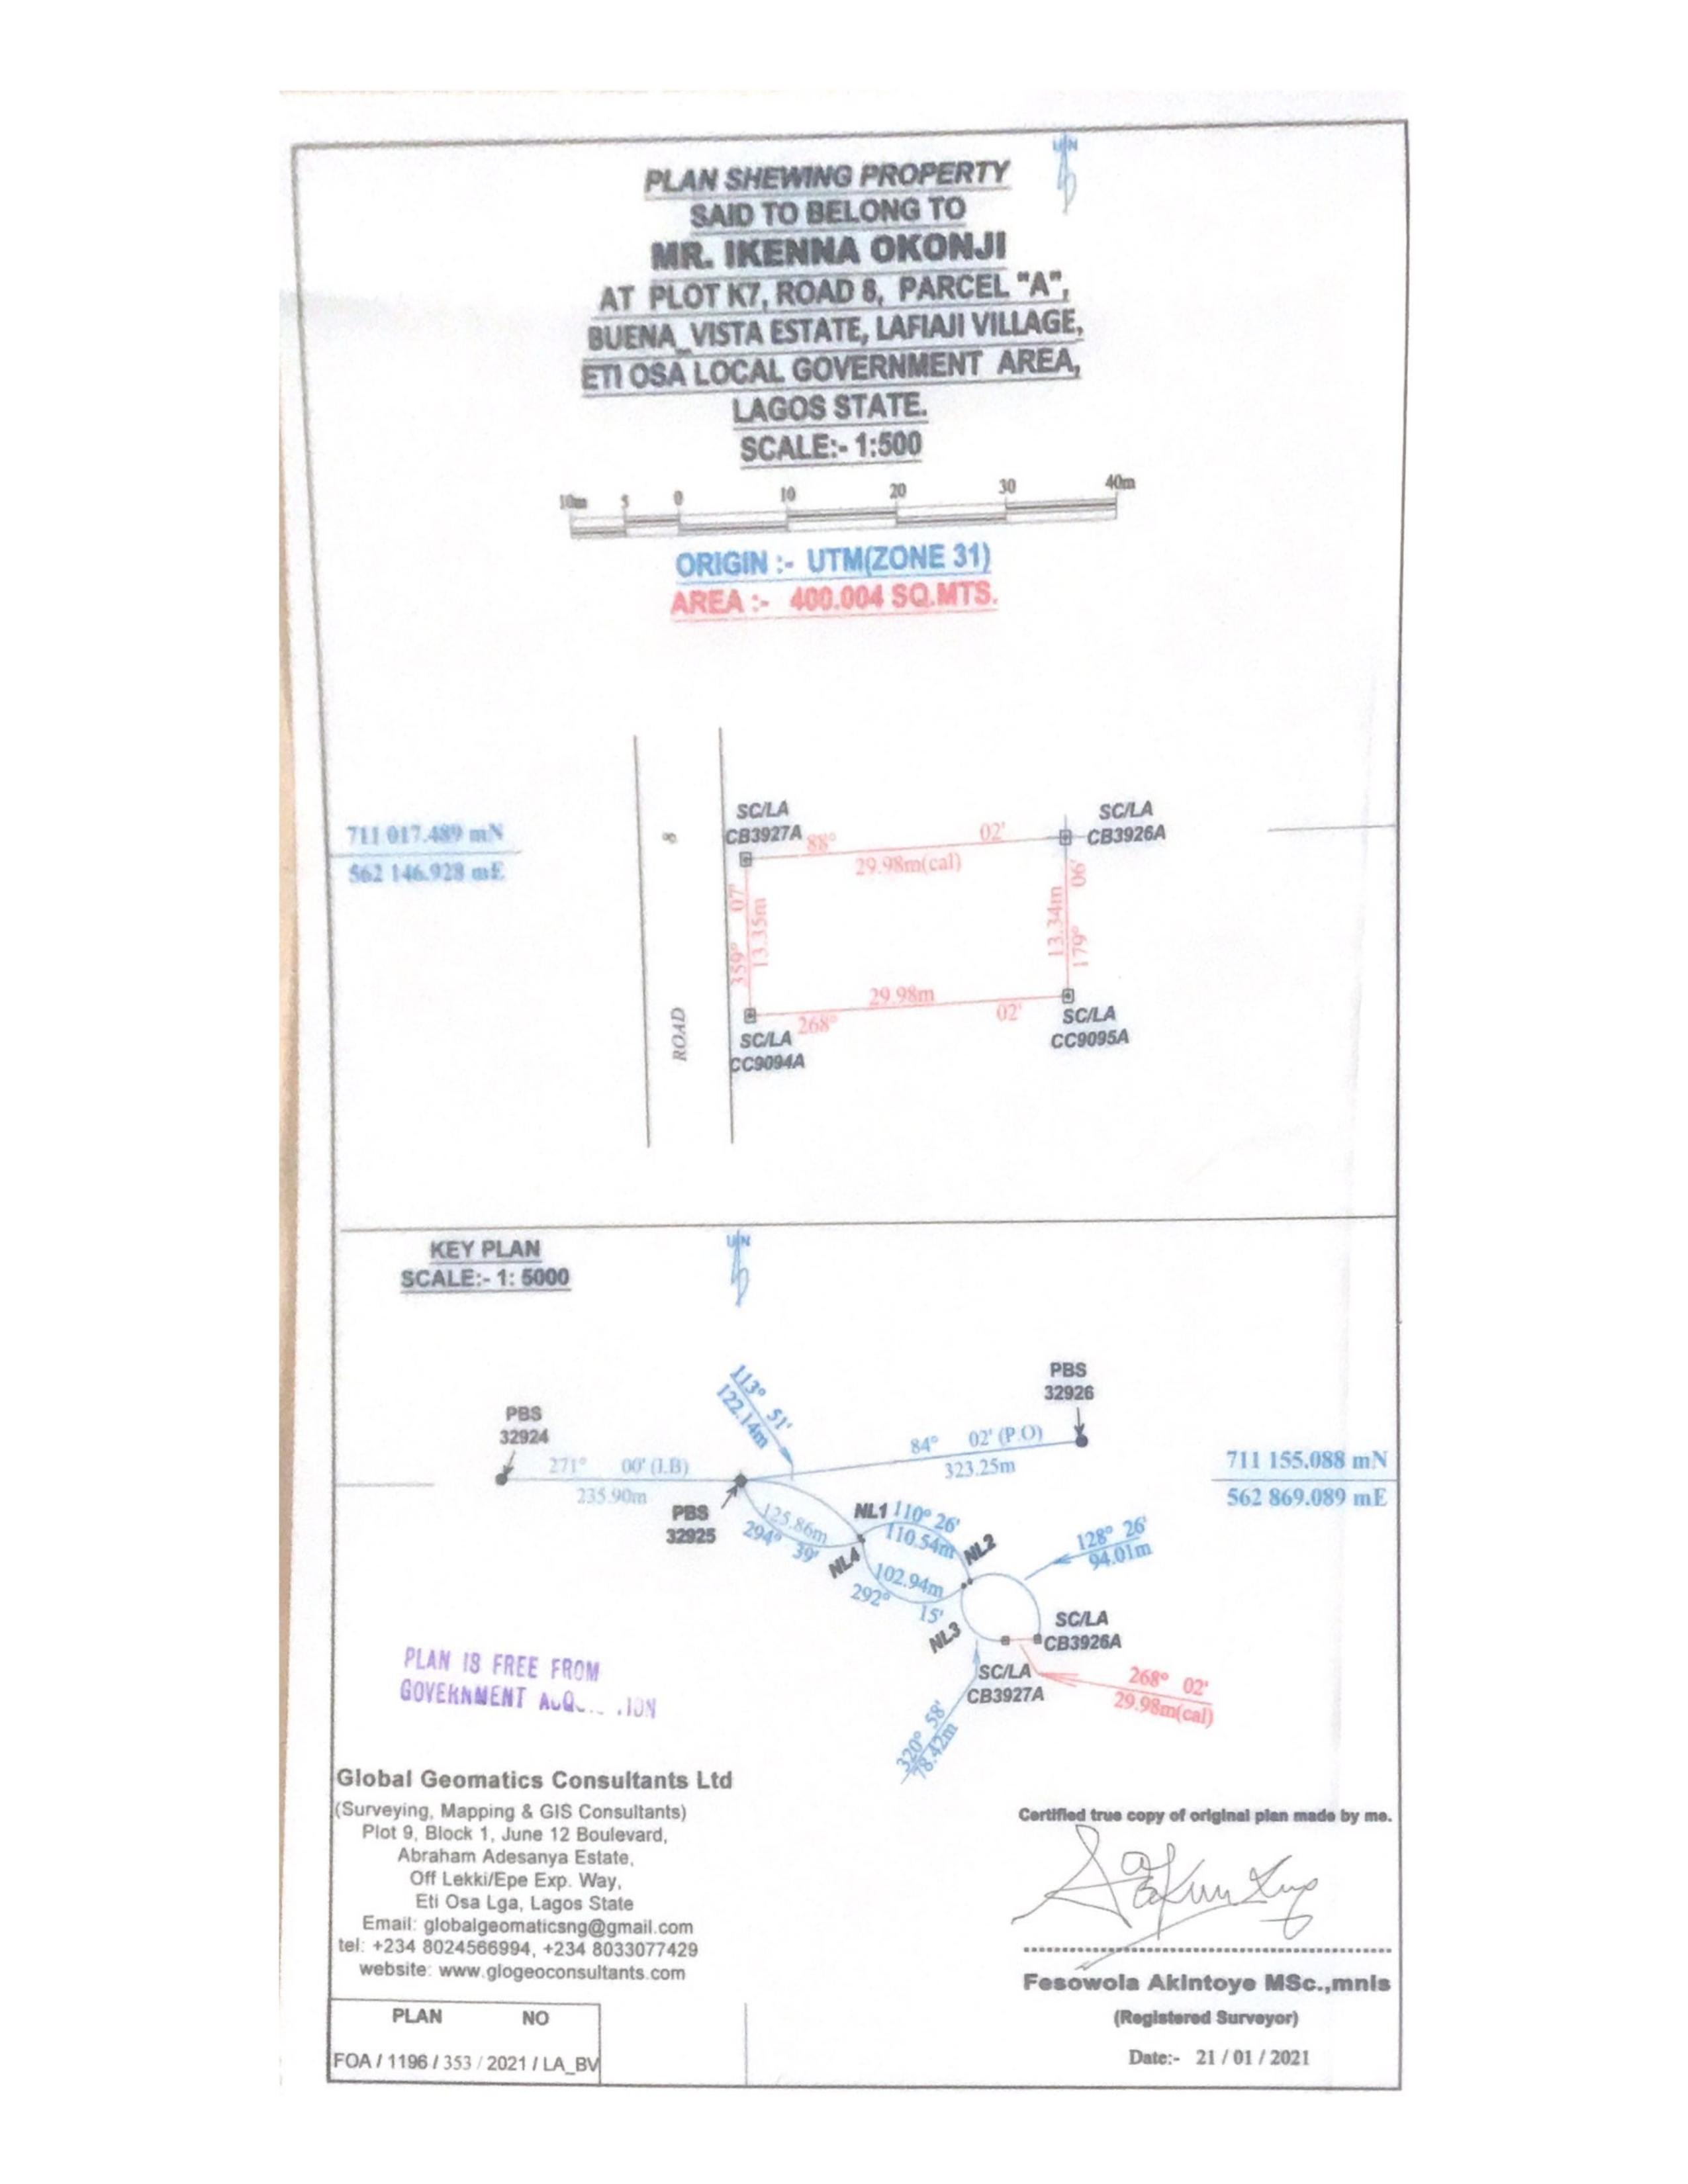 U N
PLAN SHEWING PROPERTY
SAID TO BELONG TO
MR. IKENNA OKONJI
AT PLOT K7, ROAD 8, PARCEL "A",
BUENA_VISTA ESTATE, LAFIAJI VILLAGE,
ETI OSA LOCAL GOVERNMENT AREA,
LAGOS STATE.
SCALE:- 1:500
10m 5 0 10 20 30 40m
ORIGIN :- UTM(ZONE 31)
AREA :- 400.004 SQ.MTS.
711 017.489 mN
562 146.928 mE
ROAD 8
SC/LA
CB3927A
SC/LA
CB3926A
88° 02'
29.98m(cal)
359° 07'
13.35m
13.34m
179° 06'
29.98m
268° 02'
SC/LA
CC9094A
SC/LA
CC9095A
KEY PLAN
SCALE:- 1: 5000
U N
PBS
32924
271° 00' (I.B)
235.90m
PBS
32925
113° 51'
122.14m
84° 02' (P.O)
323.25m
PBS
32926
711 155.088 mN
562 869.089 mE
125.86m
294° 39'
NL1
110° 26'
110.54m
NL2
NL4
102.94m
292° 15'
NL3
128° 26'
94.01m
SC/LA
CB3926A
SC/LA
CB3927A
268° 02'
29.98m(cal)
320° 58'
78.42m
PLAN IS FREE FROM
GOVERNMENT
Global Geomatics Consultants Ltd
(Surveying, Mapping & GIS Consultants)
Plot 9, Block 1, June 12 Boulevard,
Abraham Adesanya Estate,
Off Lekki/Epe Exp. Way,
Eti Osa Lga, Lagos State
Email: globalgeomaticsng@gmail.com
tel: +234 8024566994, +234 8033077429
website: www.glogeoconsultants.com
PLAN NO
FOA / 1196 / 353 / 2021 / LA_BV
Certified true copy of original plan made by me.
Fesowola Akintoye MSc.,mnis
(Registered Surveyor)
Date:- 21 / 01 / 2021